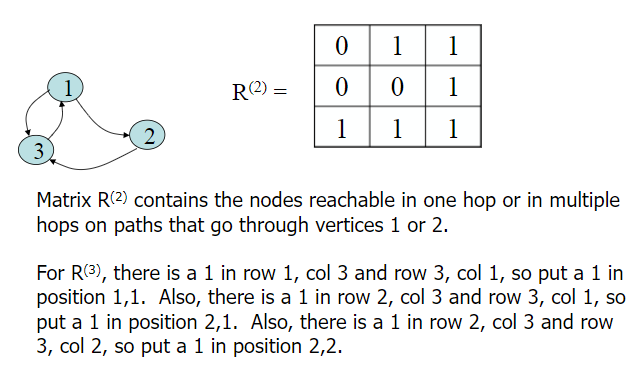 1
2
3
R(2) =
0 1 1
0 0 1
1 1 1
Matrix R(2) contains the nodes reachable in one hop or in multiple
hops on paths that go through vertices 1 or 2.
For R(3), there is a 1 in row 1, col 3 and row 3, col 1, so put a 1 in
position 1,1.  Also, there is a 1 in row 2, col 3 and row 3, col 1, so
put a 1 in position 2,1.  Also, there is a 1 in row 2, col 3 and row
3, col 2, so put a 1 in position 2,2.